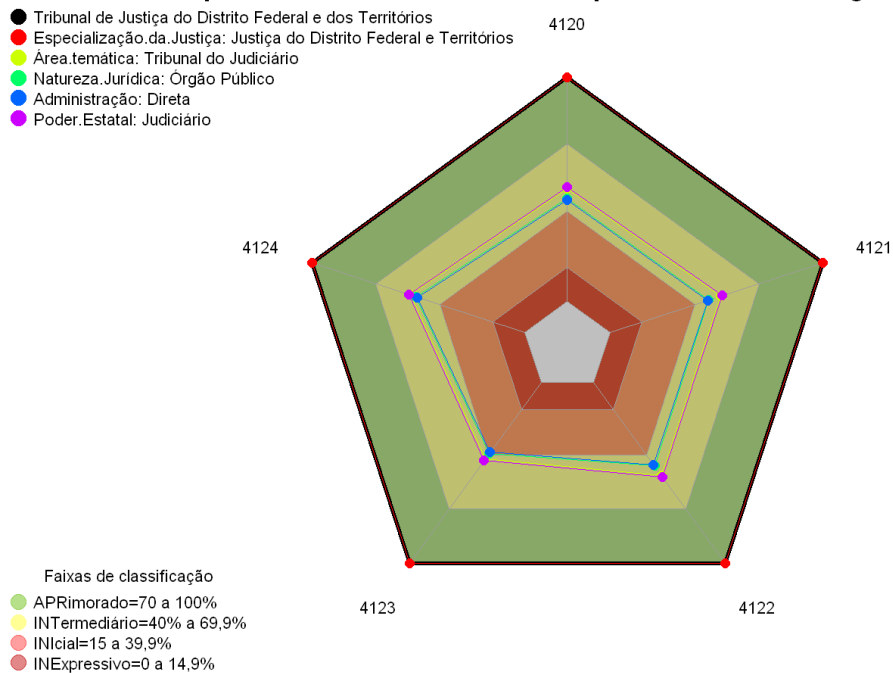 Tribunal de Justiça do Distrito Federal e dos Territórios
Especialização.da.Justiça: Justiça do Distrito Federal e Territórios
Área.temática: Tribunal do Judiciário
Natureza.Jurídica: Órgão Público
Administração: Direta
Poder.Estatal: Judiciário
4120
4124
4121
4123
4122
Faixas de classificação
APRimorado=70 a 100%
INTermediário=40% a 69,9%
INIcial=15 a 39,9%
INExpressivo=0 a 14,9%